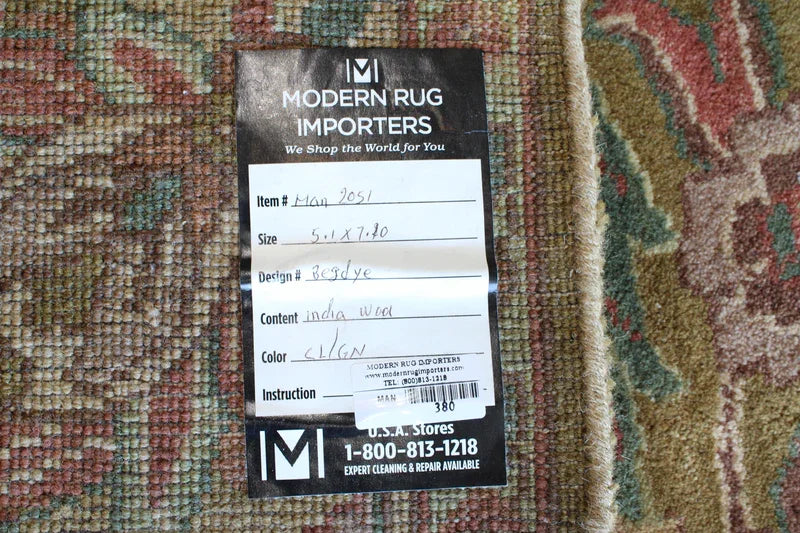 MODERN RUG
IMPORTERS
We Shop the World for You
Item # Man 2051
Size 5.1 X 7.10
Design # Begdye
Content india wool
Color CL/GN
Instruction
MODERN RUG IMPORTERS
www.modernrugimporters.com
TEL: (800)813-1218
MAN
380
U.S.A. Stores
1-800-813-1218
EXPERT CLEANING & REPAIR AVAILABLE